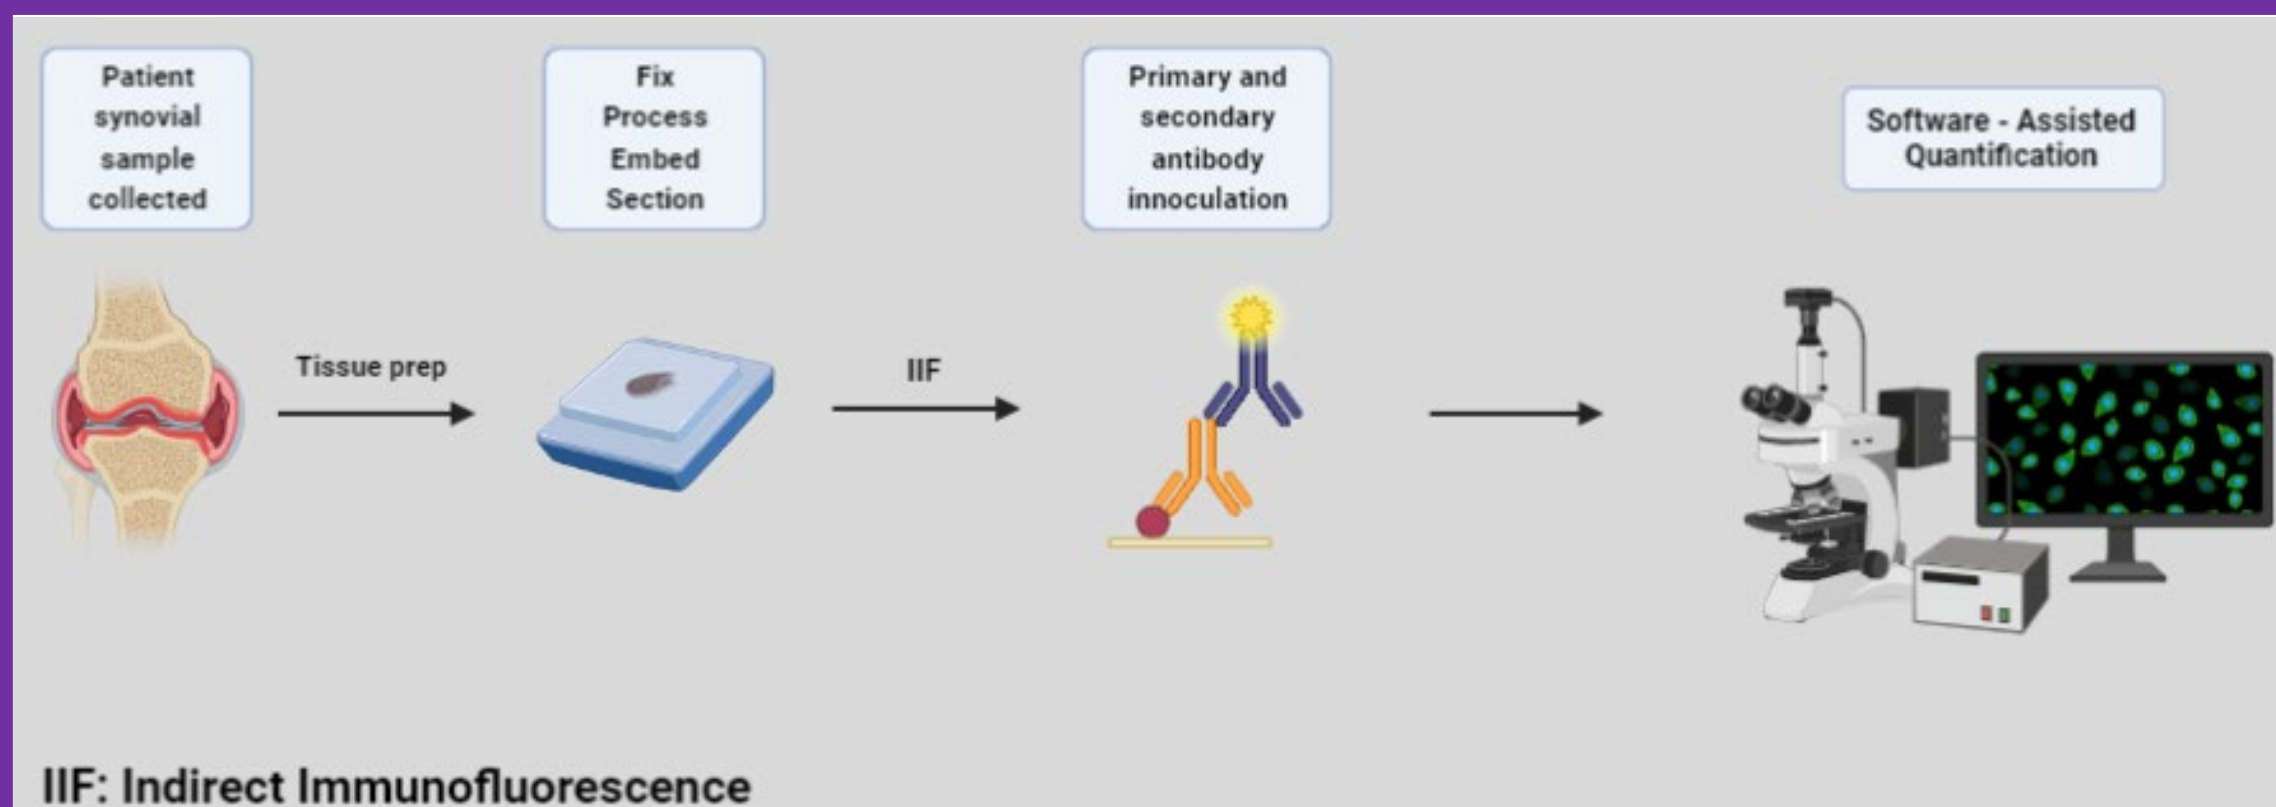 Patient
synovial
sample
collected
Fix
Process
Embed
Section
Primary and
secondary
antibody
innoculation
Software - Assisted
Quantification
Tissue prep
IIF
IIF: Indirect Immunofluorescence